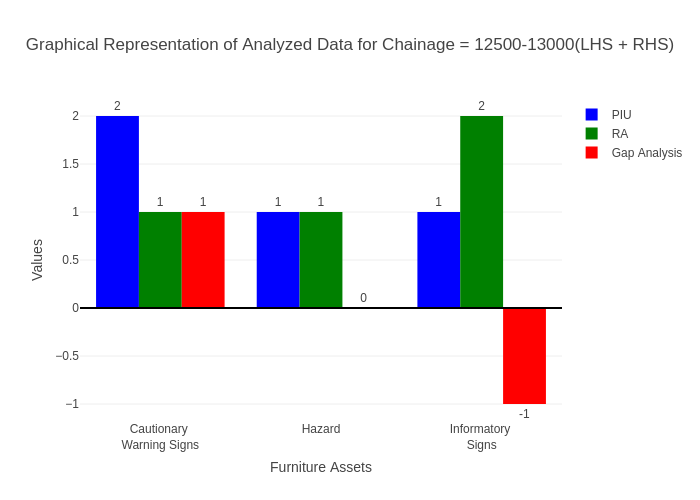 Graphical Representation of Analyzed Data for Chainage = 12500-13000(LHS + RHS)
PIU
RA
Gap Analysis
Values
2
1.5
1
0.5
0
−0.5
−1
2
1
1
1
1
0
1
2
-1
Cautionary
Warning Signs
Hazard
Informatory
Signs
Furniture Assets